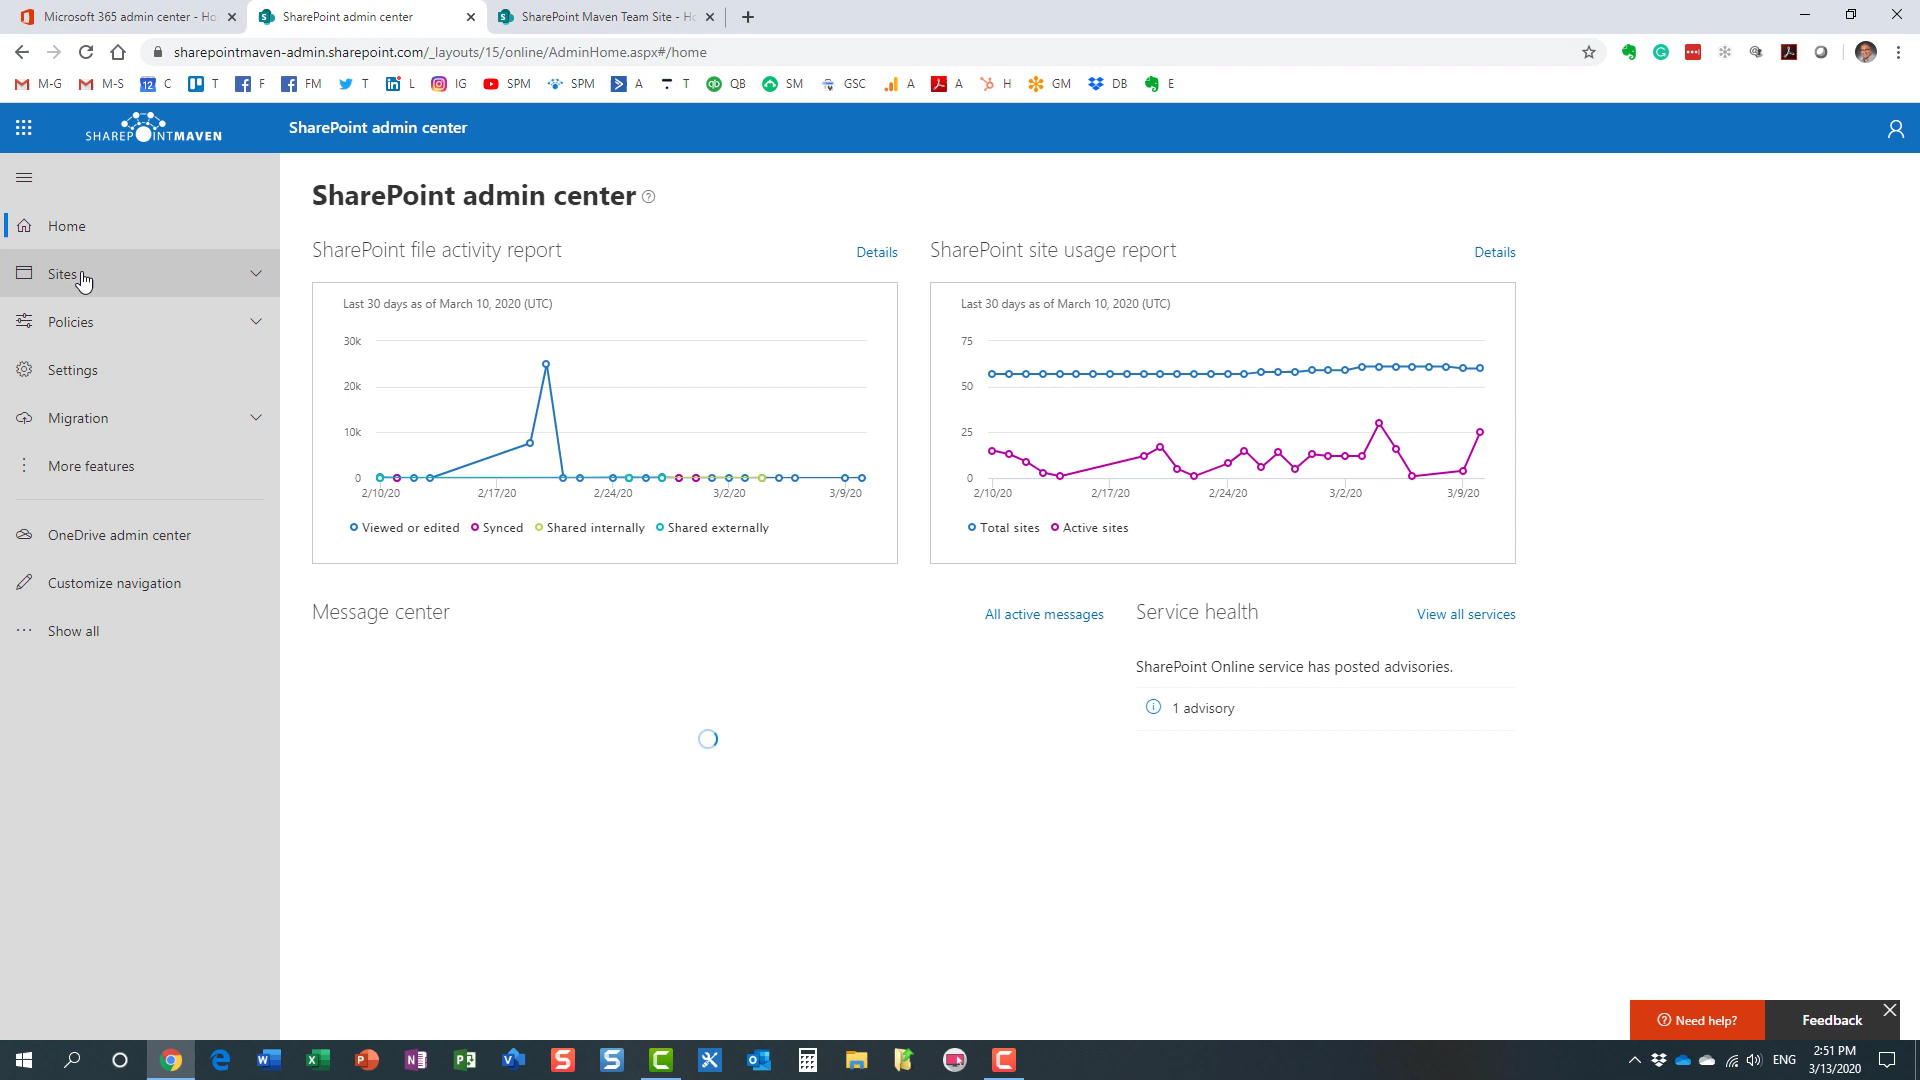 Microsoft 365 admin center - Ho
SharePoint admin center
SharePoint Maven Team Site - Ho
sharepointmaven-admin.sharepoint.com/_layouts/15/online/AdminHome.aspx#/home
M-G M-S 12 C T F FM T L IG SPM SPM A T QB SM GSC A A H GM DB E
SHAREPOINTMAVEN
SharePoint admin center
Home
Sites
Policies
Settings
Migration
More features
OneDrive admin center
Customize navigation
Show all
SharePoint admin center
SharePoint file activity report
Details
Last 30 days as of March 10, 2020 (UTC)
30k
20k
10k
0
2/10/20 2/17/20 2/24/20 3/2/20 3/9/20
Viewed or edited Synced Shared internally Shared externally
SharePoint site usage report
Details
Last 30 days as of March 10, 2020 (UTC)
75
50
25
0
2/10/20 2/17/20 2/24/20 3/2/20 3/9/20
Total sites Active sites
Message center
All active messages
Service health
View all services
SharePoint Online service has posted advisories.
1 advisory
Need help?
Feedback
ENG
2:51 PM
3/13/2020